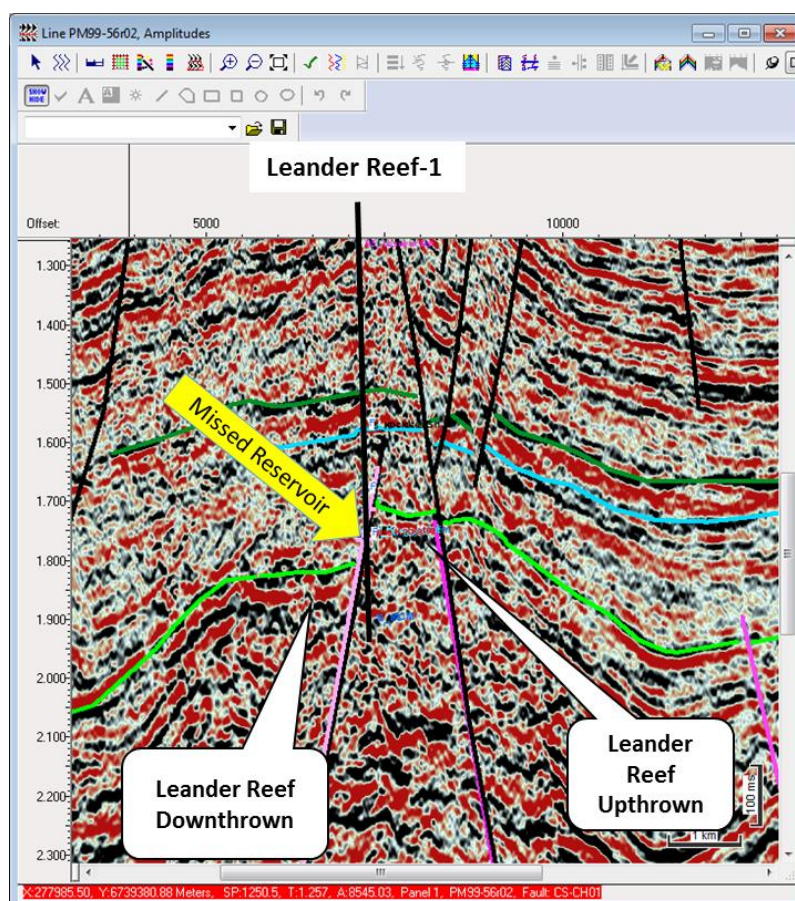 Line PM99-56r02, Amplitudes
SHOW
HIDE
Leander Reef-1
Offset:
5000
10000
1.300
1.400
1.500
1.600
1.700
1.800
1.900
2.000
2.100
2.200
2.300
Missed Reservoir
Leander Reef
Downthrown
Leander
Reef
Upthrown
100 ms
1 km
X:277985.50, Y:6739380.88 Meters, SP:1250.5, T:1.257, A:8545.03, Panel 1, PM99-56r02, Fault: CS-CH01